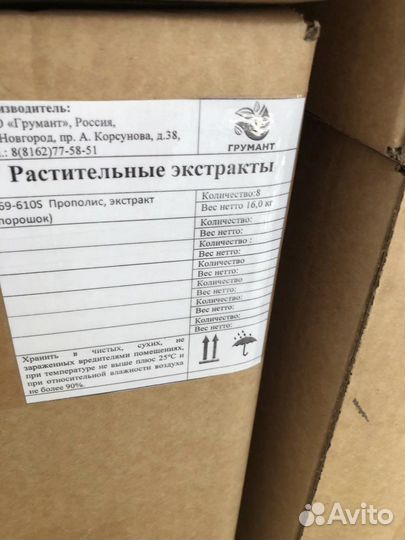 изводитель:
О «Грумант», Россия,
Новгород, пр. А. Корсунова, д.38,
.: 8(8162)77-58-51
ГРУМАНТ
Растительные экстракты
69-610S Прополис, экстракт
порошок)
Количество:8
Вес нетто 16,0 кг
Количество:
Вес нетто:
Количество :
Вес нетто:
Количество
Вес нетто:
Количество
Вес нетто:
Количество:
Вес нетто:
Количество:
Вес нетто:
Хранить в чистых, сухих, не
зараженных вредителями помещениях,
при температуре не выше плюс 25°С и
при относительной влажности воздуха
не более 90%.
Avito